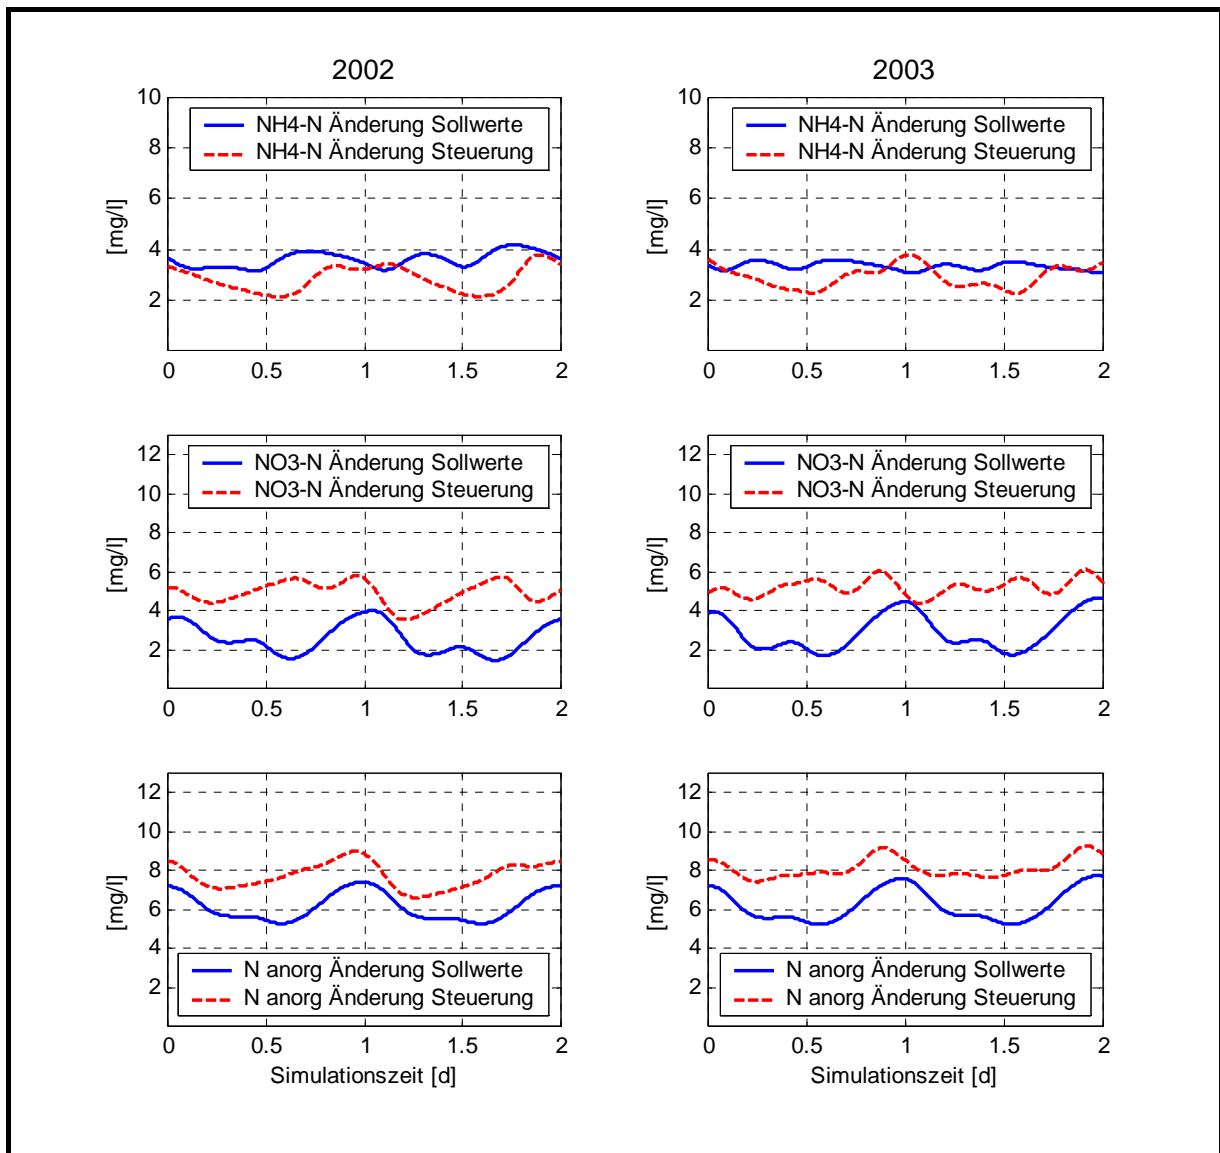 2002
10
8
6
4
2
[mg/l]
NH4-N Änderung Sollwerte
NH4-N Änderung Steuerung
0 0.5 1 1.5 2
2003
10
8
6
4
2
[mg/l]
NH4-N Änderung Sollwerte
NH4-N Änderung Steuerung
0 0.5 1 1.5 2
12
10
8
6
4
2
[mg/l]
NO3-N Änderung Sollwerte
NO3-N Änderung Steuerung
0 0.5 1 1.5 2
12
10
8
6
4
2
[mg/l]
NO3-N Änderung Sollwerte
NO3-N Änderung Steuerung
0 0.5 1 1.5 2
12
10
8
6
4
2
[mg/l]
N anorg Änderung Sollwerte
N anorg Änderung Steuerung
0 0.5 1 1.5 2
Simulationszeit [d]
12
10
8
6
4
2
[mg/l]
N anorg Änderung Sollwerte
N anorg Änderung Steuerung
0 0.5 1 1.5 2
Simulationszeit [d]